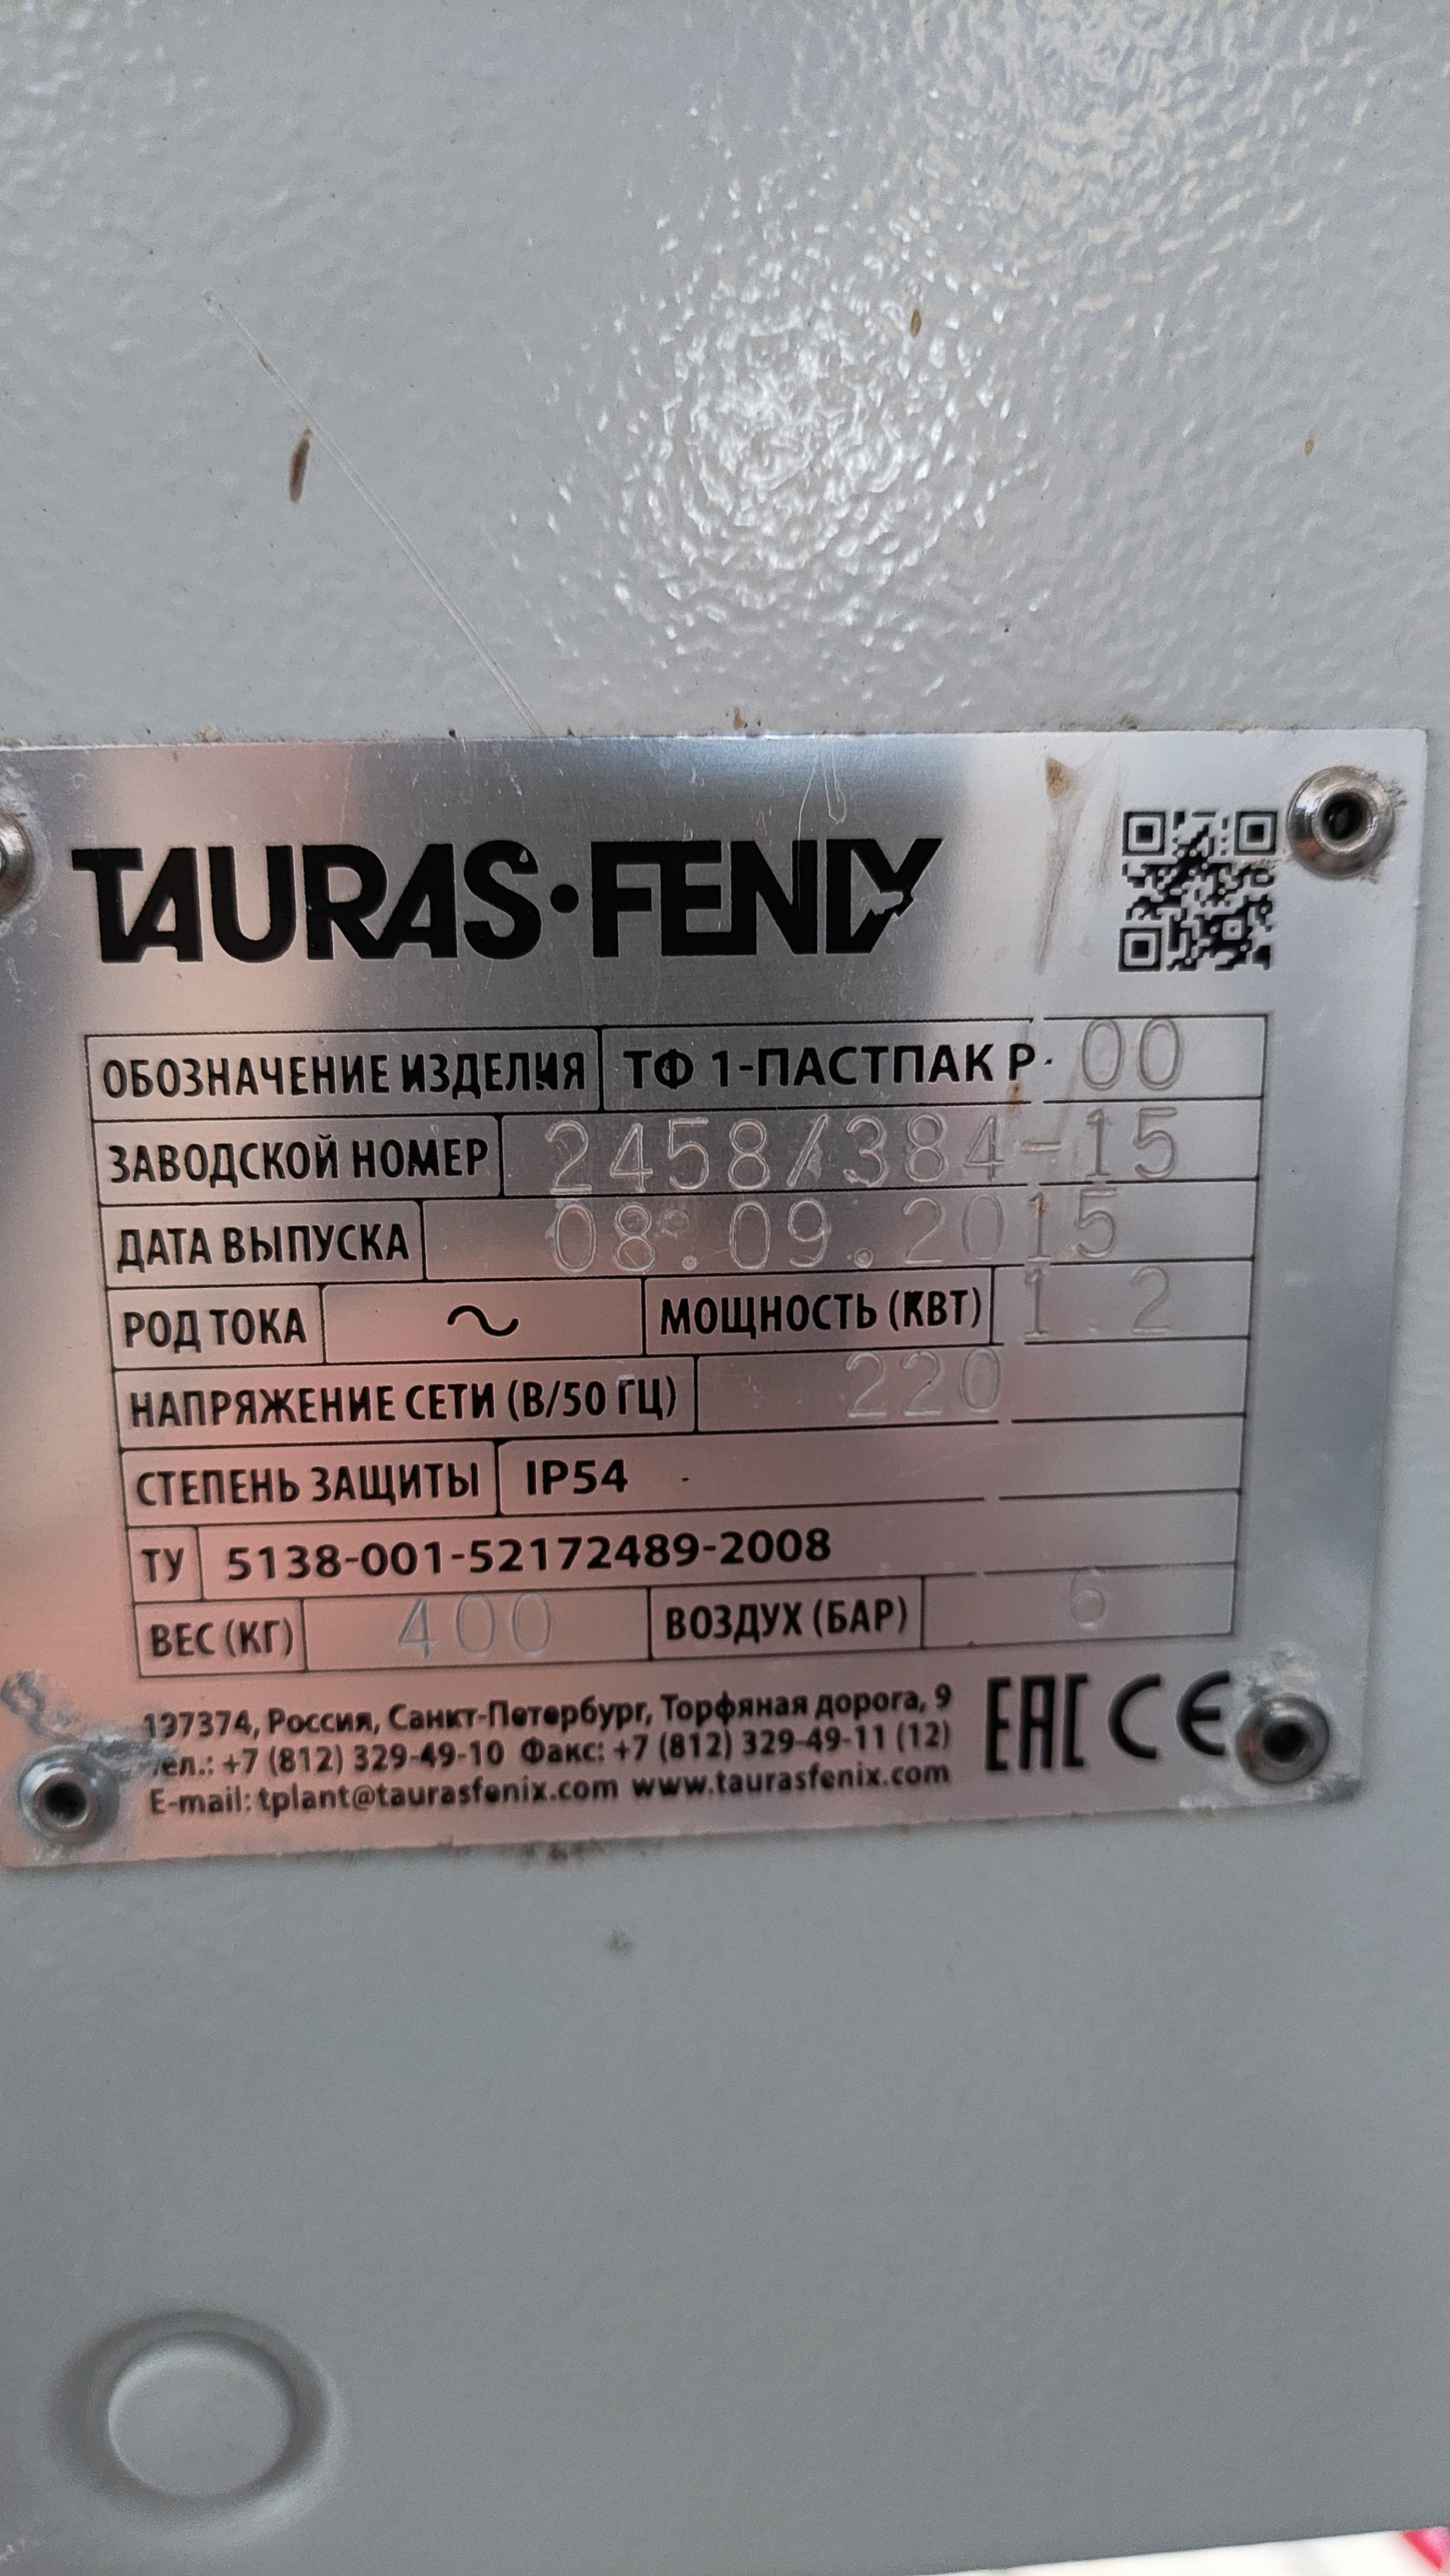 TAURAS·FENIX
ОБОЗНАЧЕНИЕ ИЗДЕЛИЯ ТФ 1-ПАСТПАК Р- 00
ЗАВОДСКОЙ НОМЕР 2458/384-15
ДАТА ВЫПУСКА 08.09.2015
РОД ТОКА ~ МОЩНОСТЬ (КВТ) 1.2
НАПРЯЖЕНИЕ СЕТИ (В/50 ГЦ) 220
СТЕПЕНЬ ЗАЩИТЫ IP54
ТУ 5138-001-52172489-2008
ВЕС (КГ) 400 ВОЗДУХ (БАР) 6
197374, Россия, Санкт-Петербург, Торфяная дорога, 9
Тел.: +7 (812) 329-49-10 Факс: +7 (812) 329-49-11 (12)
E-mail: tplant@taurasfenix.com www.taurasfenix.com
EAC CE